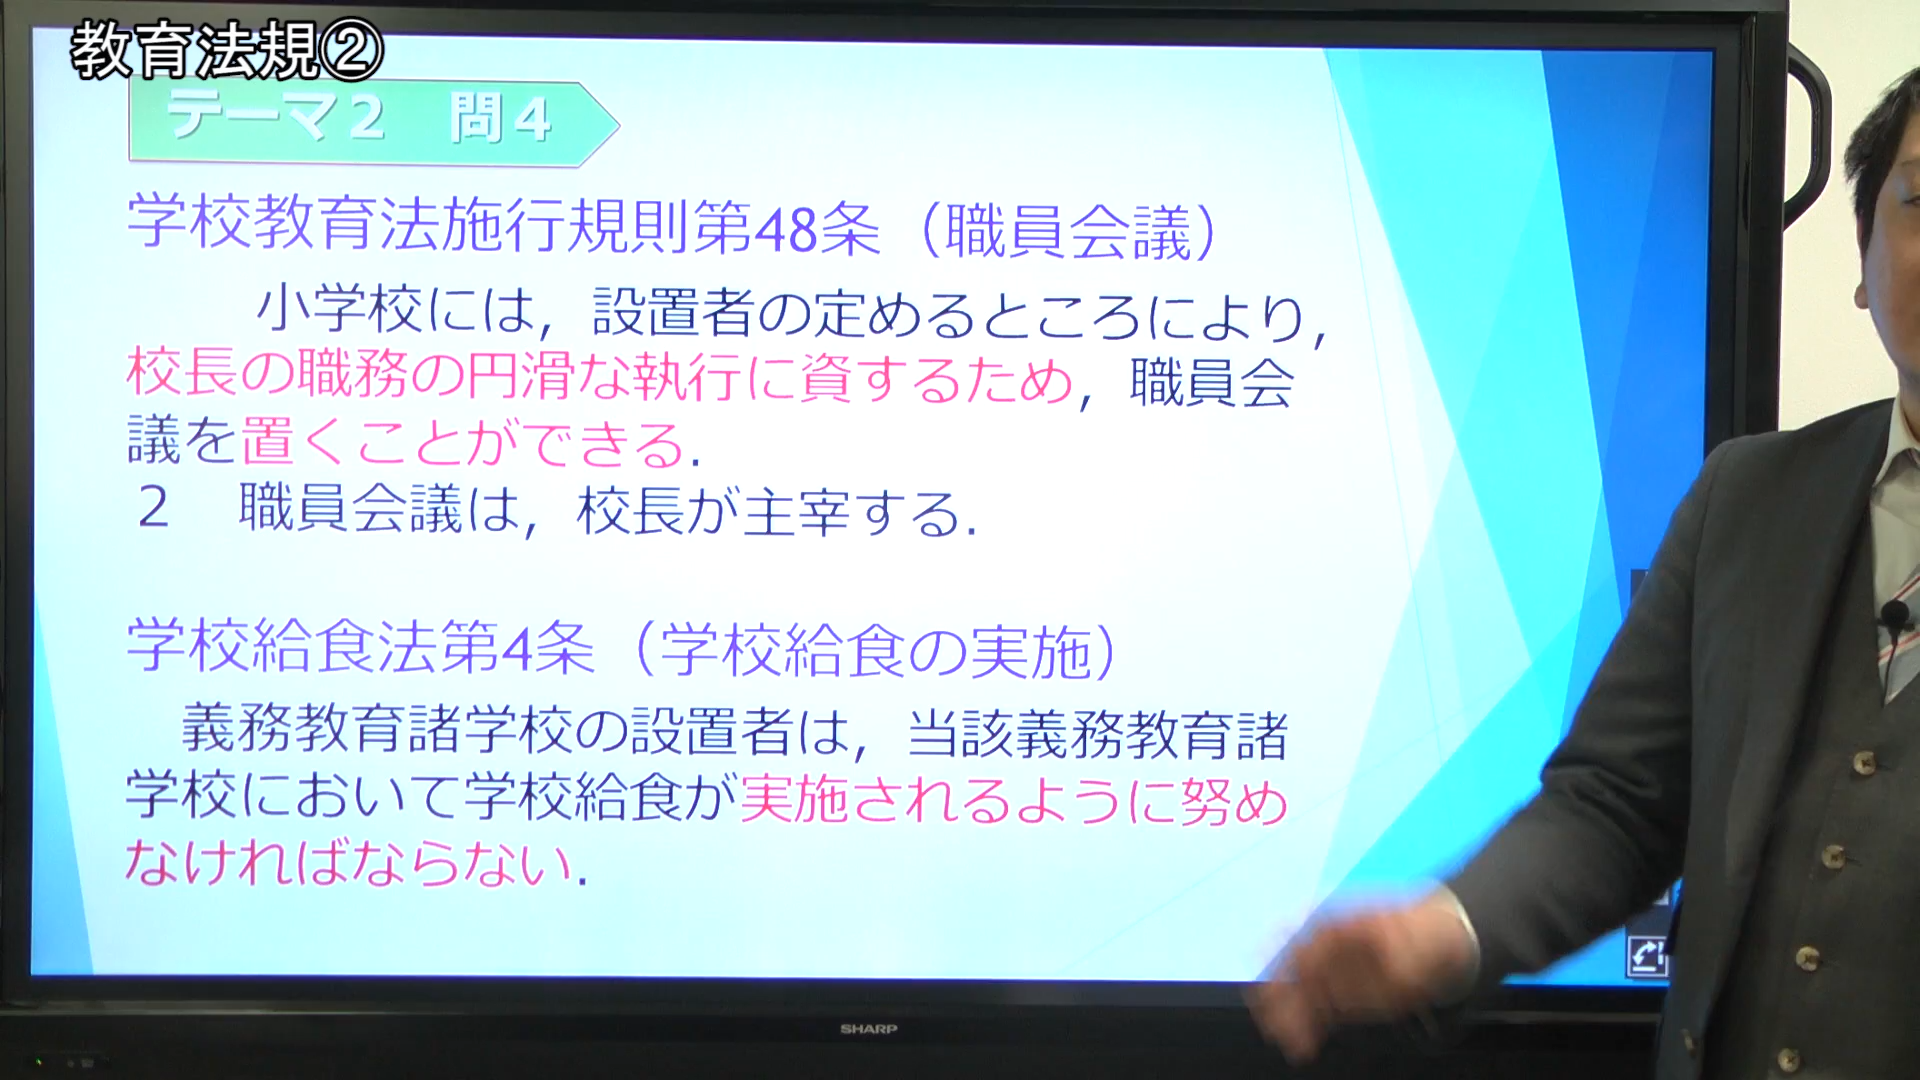 教育法規②
テーマ２　問４
学校教育法施行規則第48条（職員会議）
小学校には，設置者の定めるところにより，
校長の職務の円滑な執行に資するため，職員会
議を置くことができる．
２　職員会議は，校長が主宰する．
学校給食法第4条（学校給食の実施）
義務教育諸学校の設置者は，当該義務教育諸
学校において学校給食が実施されるように努め
なければならない．
SHARP